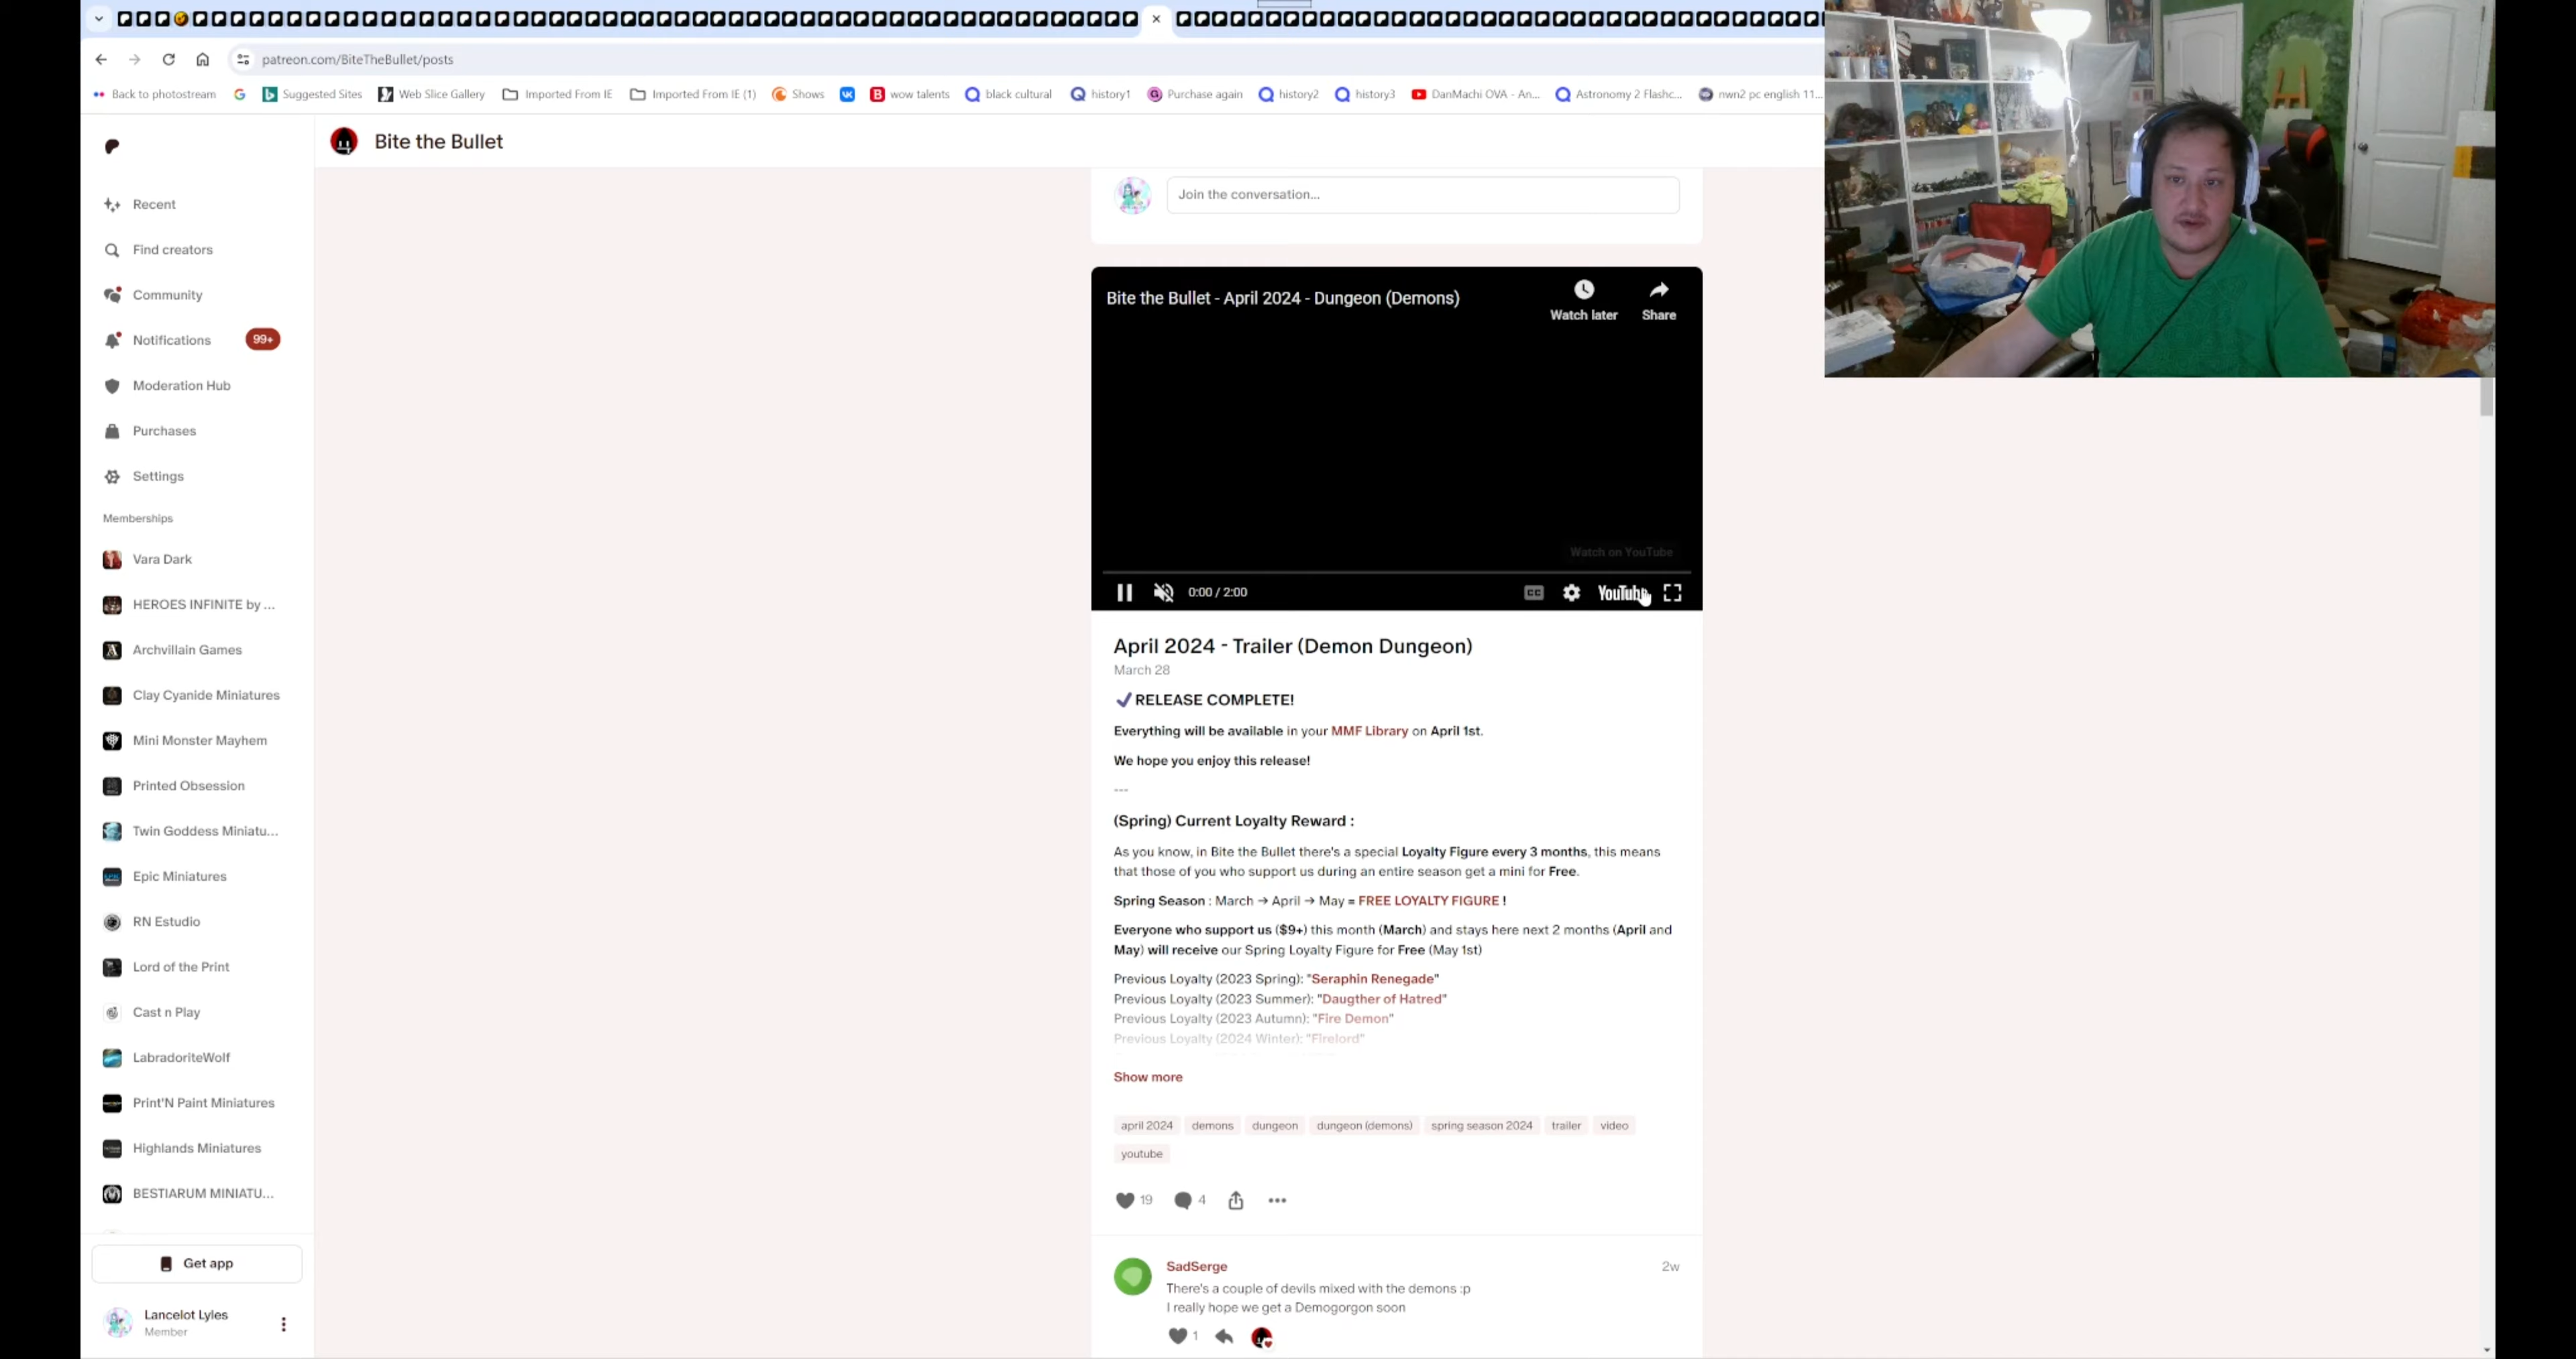 patreon.com/BiteTheBullet/posts
Back to photostream
Suggested Sites
Web Slice Gallery
Imported From IE
Imported From IE (1)
Shows
wow talents
black cultural
history1
Purchase again
history2
history3
DanMachi OVA - An...
Astronomy 2 Flashc...
nwn2 pc english 11...
Bite the Bullet
Recent
Find creators
Community
Notifications
99+
Moderation Hub
Purchases
Settings
Memberships
Vara Dark
HEROES INFINITE by ...
Archvillain Games
Clay Cyanide Miniatures
Mini Monster Mayhem
Printed Obsession
Twin Goddess Miniatu...
Epic Miniatures
RN Estudio
Lord of the Print
Cast n Play
LabradoriteWolf
Print'N Paint Miniatures
Highlands Miniatures
BESTIARUM MINIATU...
Get app
Lancelot Lyles
Member
Join the conversation...
Bite the Bullet - April 2024 - Dungeon (Demons)
Watch later
Share
Watch on YouTube
0:00 / 2:00
CC
YouTube
April 2024 - Trailer (Demon Dungeon)
March 28
✓RELEASE COMPLETE!
Everything will be available in your MMF Library on April 1st.
We hope you enjoy this release!
---
(Spring) Current Loyalty Reward :
As you know, in Bite the Bullet there's a special Loyalty Figure every 3 months, this means
that those of you who support us during an entire season get a mini for Free.
Spring Season : March → April → May = FREE LOYALTY FIGURE !
Everyone who support us ($9+) this month (March) and stays here next 2 months (April and
May) will receive our Spring Loyalty Figure for Free (May 1st)
Previous Loyalty (2023 Spring): "Seraphin Renegade"
Previous Loyalty (2023 Summer): "Daugther of Hatred"
Previous Loyalty (2023 Autumn): "Fire Demon"
Previous Loyalty (2024 Winter): "Firelord"
Show more
april 2024
demons
dungeon
dungeon (demons)
spring season 2024
trailer
video
youtube
19
4
SadSerge
2w
There's a couple of devils mixed with the demons :p
I really hope we get a Demogorgon soon
1